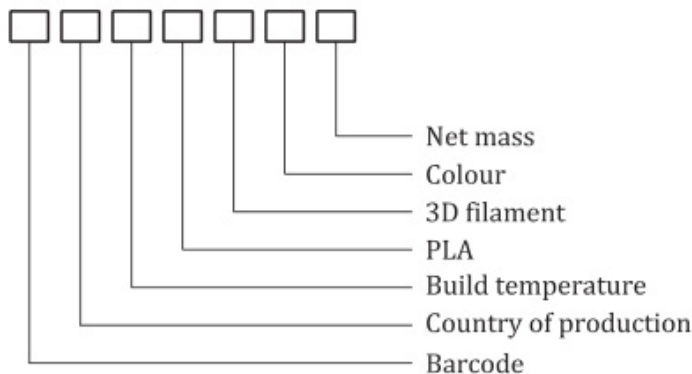 Net mass
Colour
3D filament
PLA
Build temperature
Country of production
Barcode